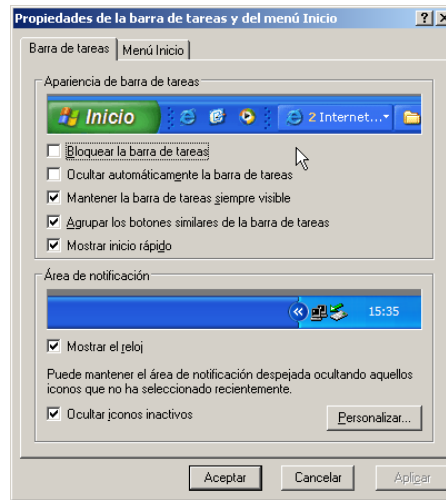 Propiedades de la barra de tareas y del menú Inicio
Barra de tareas Menú Inicio
Apariencia de barra de tareas
Inicio 2 Internet...
Bloquear la barra de tareas
Ocultar automáticamente la barra de tareas
Mantener la barra de tareas siempre visible
Agrupar los botones similares de la barra de tareas
Mostrar inicio rápido
Área de notificación
15:35
Mostrar el reloj
Puede mantener el área de notificación despejada ocultando aquellos
iconos que no ha seleccionado recientemente.
Ocultar iconos inactivos
Personalizar...
Aceptar Cancelar Aplicar